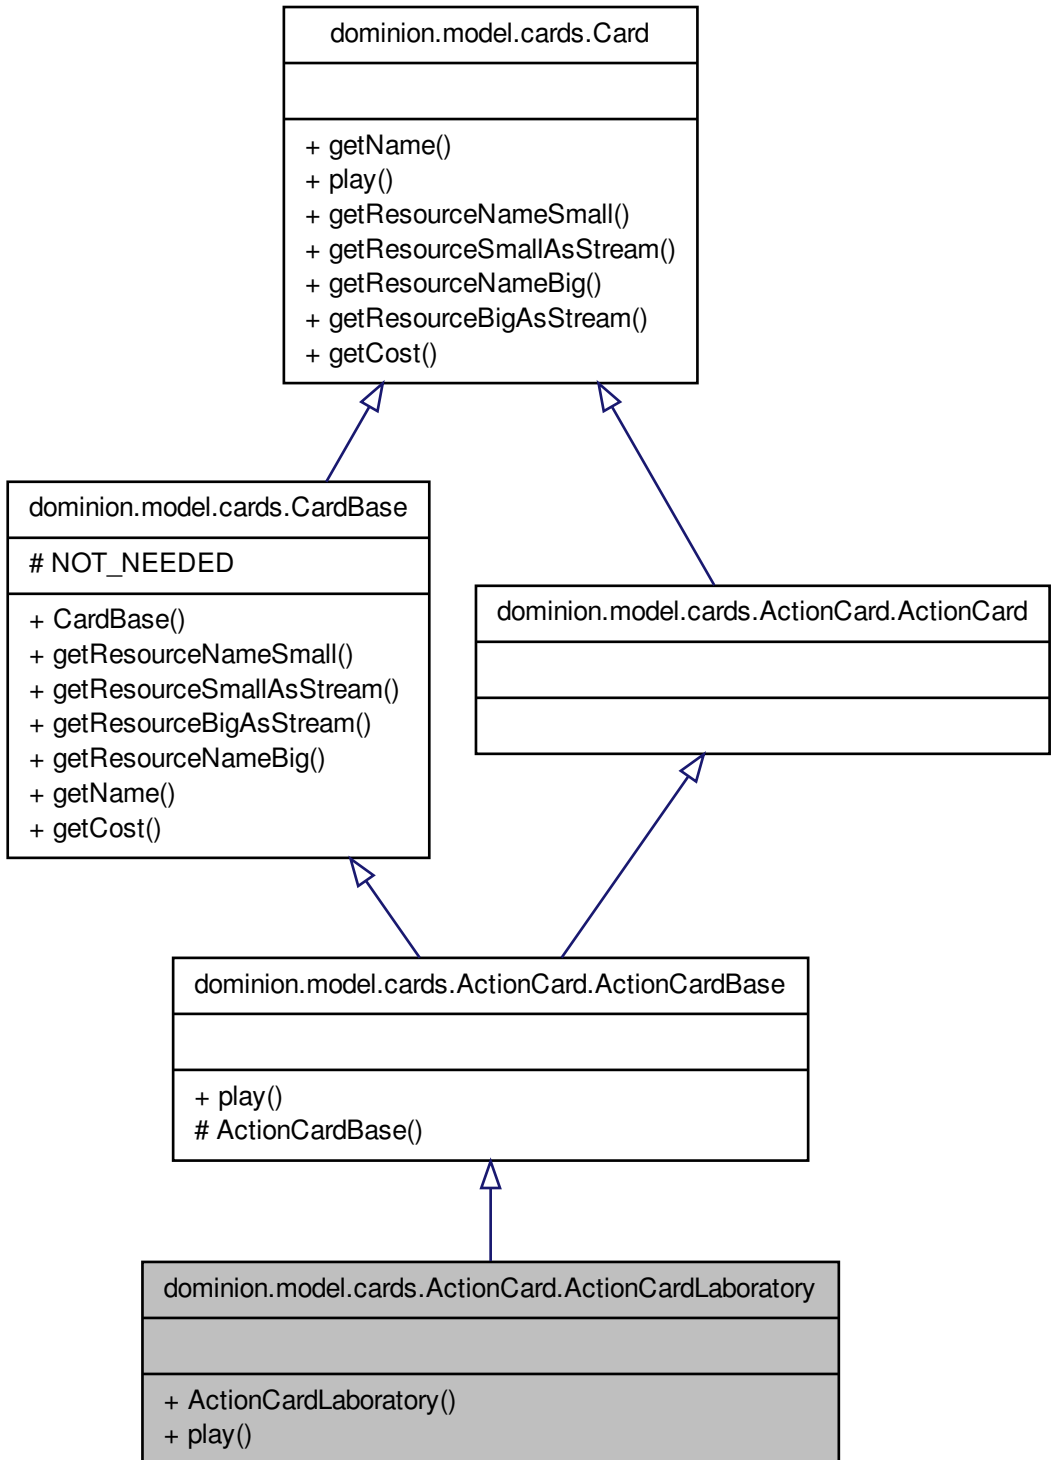 dominion.model.cards.Card
+ getName()
+ play()
+ getResourceNameSmall()
+ getResourceSmallAsStream()
+ getResourceNameBig()
+ getResourceBigAsStream()
+ getCost()
dominion.model.cards.CardBase
# NOT_NEEDED
+ CardBase()
+ getResourceNameSmall()
+ getResourceSmallAsStream()
+ getResourceBigAsStream()
+ getResourceNameBig()
+ getName()
+ getCost()
dominion.model.cards.ActionCard.ActionCard
dominion.model.cards.ActionCard.ActionCardBase
+ play()
# ActionCardBase()
dominion.model.cards.ActionCard.ActionCardLaboratory
+ ActionCardLaboratory()
+ play()